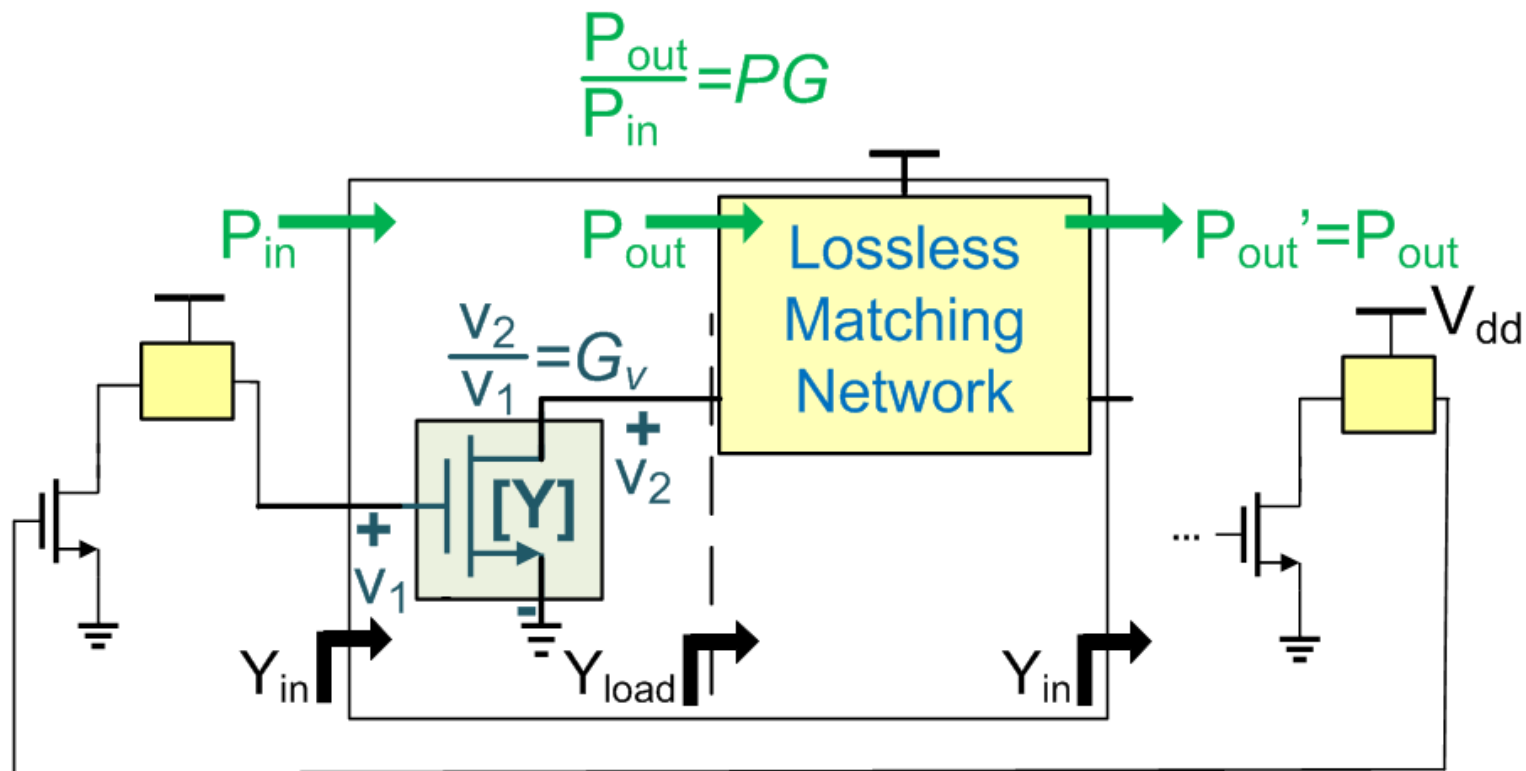 P_out
P_in
=PG
P_in
P_out
Lossless
Matching
Network
P_out'=P_out
V_dd
v_2
v_1
=G_v
+
v_2
[Y]
+
v_1
-
...
Y_in
Y_load
Y_in